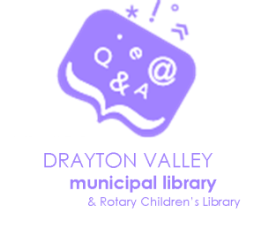 * ! °
Q e @
& A
DRAYTON VALLEY
municipal library
& Rotary Children's Library